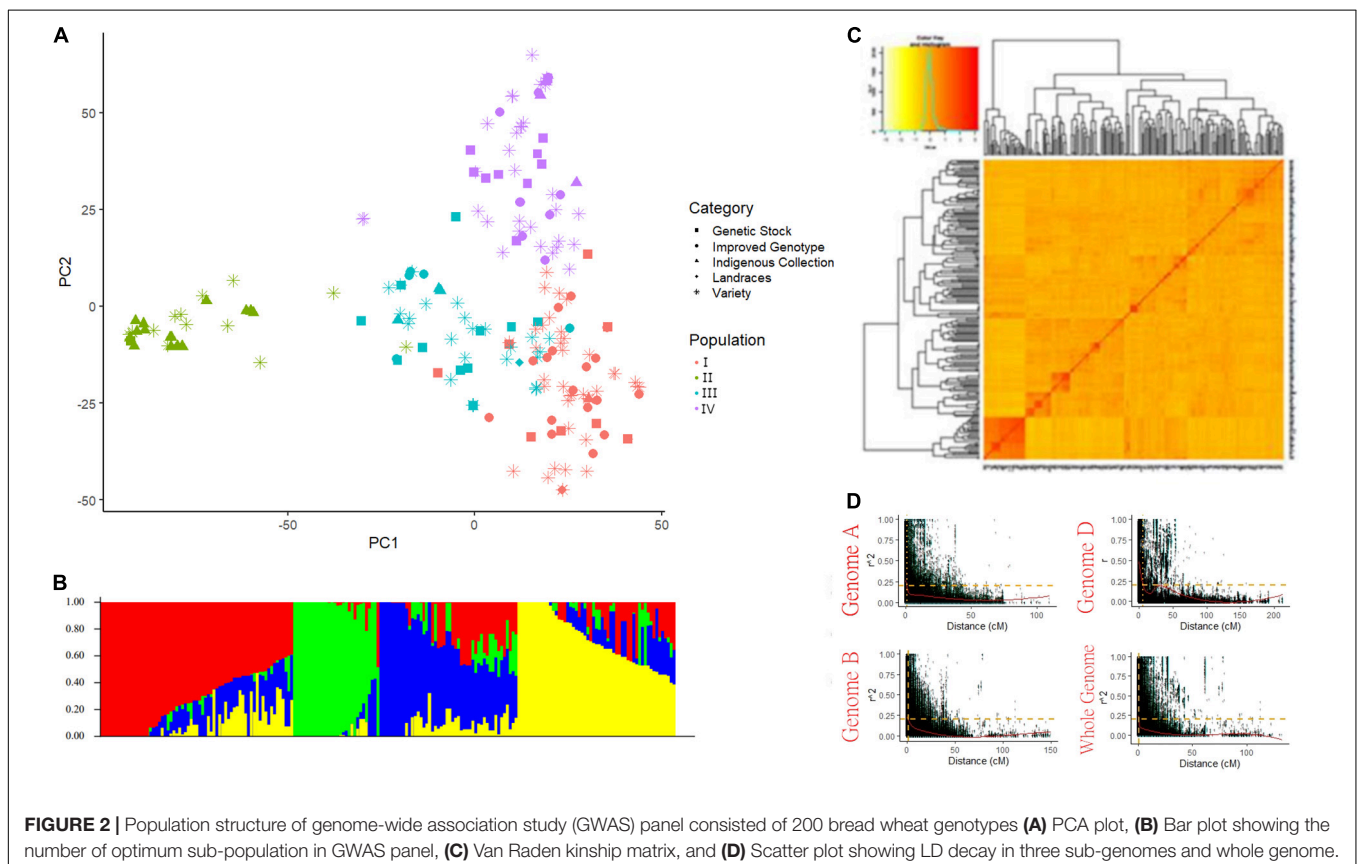 A
PC2
50
25
0
-25
-50
-50
0
50
PC1
Category
Genetic Stock
Improved Genotype
Indigenous Collection
Landraces
Variety
Population
I
II
III
IV
B
1.00
0.80
0.60
0.40
0.20
0.00
C
Color Key
and Histogram
Value
D
Genome A
r^2
1.00
0.75
0.50
0.25
0.00
0
50
100
Distance (cM)
Genome D
r
1.00
0.75
0.50
0.25
0.00
0
50
100
150
200
Distance (cM)
Genome B
r^2
1.00
0.75
0.50
0.25
0.00
0
50
100
150
Distance (cM)
Whole Genome
r^2
1.00
0.75
0.50
0.25
0.00
0
50
100
Distance (cM)
FIGURE 2 | Population structure of genome-wide association study (GWAS) panel consisted of 200 bread wheat genotypes (A) PCA plot, (B) Bar plot showing the
number of optimum sub-population in GWAS panel, (C) Van Raden kinship matrix, and (D) Scatter plot showing LD decay in three sub-genomes and whole genome.